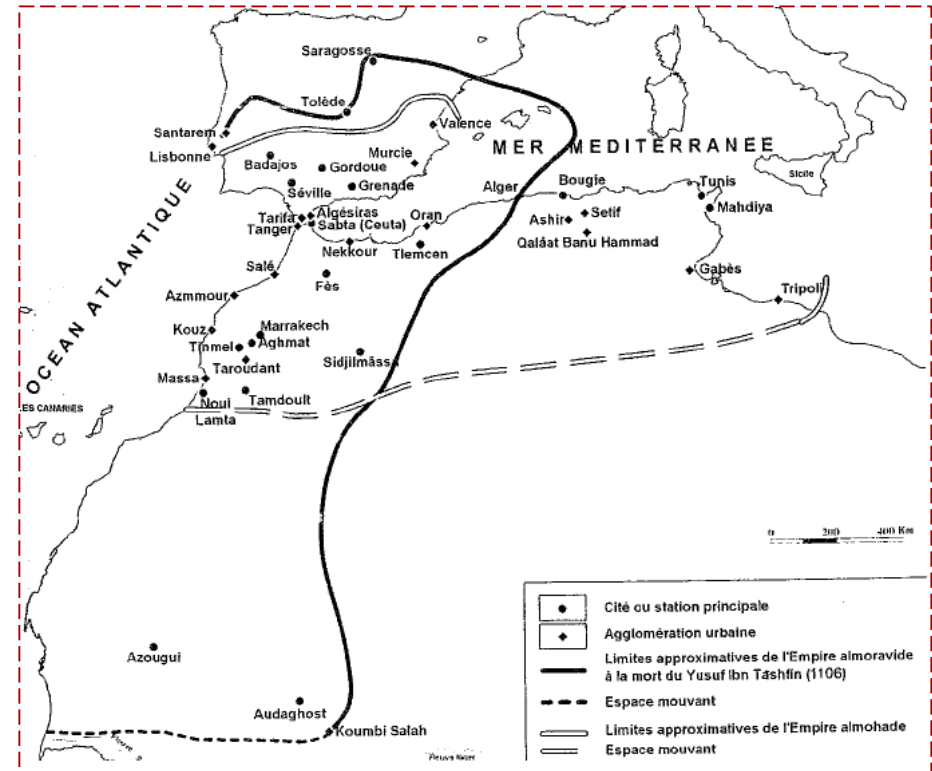 Saragosse
Tolède
Santarem
Valence
Lisbonne
MER MEDITERRANEE
Badajos
Murcie
Gordoue
Sicile
Séville
Grenade
Alger
Bougie
Tunis
Tarifa
Algésiras
Oran
Ashir
Setif
Mahdiya
Tanger
Sabta (Ceuta)
Qalâat Banu Hammad
Nekkour
Tlemcen
OCEAN ATLANTIQUE
Salé
Fès
Gabès
Azmmour
Tripoli
Kouz
Marrakech
Tinmel
Aghmat
Sidjilmâssa
Taroudant
Massa
Noul
Lamta
Tamdoult
LES CANARIES
0 200 400 Km
Cité ou station principale
Agglomération urbaine
Limites approximatives de l'Empire almoravide
à la mort du Yusuf Ibn Tashfin (1106)
Espace mouvant
Limites approximatives de l'Empire almohade
Espace mouvant
Azougui
Audaghost
Koumbi Salah
Fleuve Niger